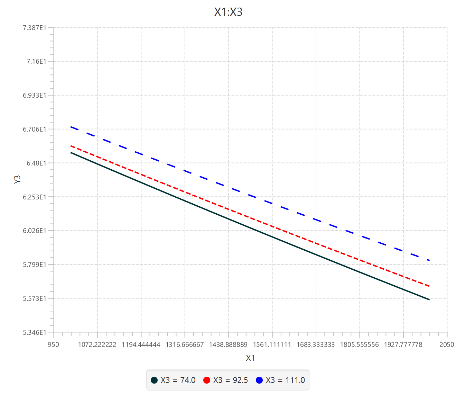 X1:X3
7.387E1
7.16E1
6.933E1
6.706E1
6.48E1
6.253E1
6.026E1
5.799E1
5.573E1
5.346E1
Y3
950 1072.222222 1194.444444 1316.666667 1438.888889 1561.111111 1683.333333 1805.555556 1927.777778 2050
X1
X3 = 74.0 X3 = 92.5 X3 = 111.0